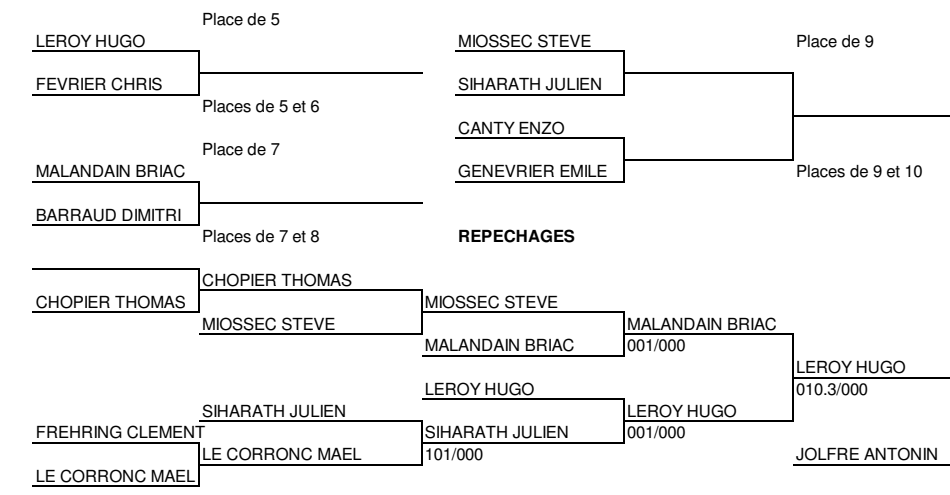 Place de 5
LEROY HUGO
MIOSSEC STEVE
Place de 9
FEVRIER CHRIS
SIHARATH JULIEN
Places de 5 et 6
CANTY ENZO
Place de 7
MALANDAIN BRIAC
GENEVRIER EMILE
Places de 9 et 10
BARRAUD DIMITRI
Places de 7 et 8
REPECHAGES
CHOPIER THOMAS
CHOPIER THOMAS
MIOSSEC STEVE
MIOSSEC STEVE
MALANDAIN BRIAC
MALANDAIN BRIAC
001/000
LEROY HUGO
010.3/000
LEROY HUGO
SIHARATH JULIEN
LEROY HUGO
FREHRING CLEMENT
SIHARATH JULIEN
001/000
LE CORRONC MAEL
101/000
JOLFRE ANTONIN
LE CORRONC MAEL